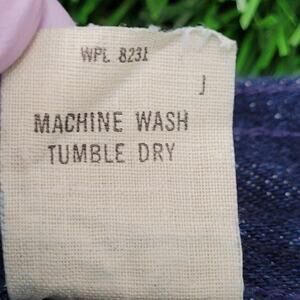 WPL 8231
J
MACHINE WASH
TUMBLE DRY